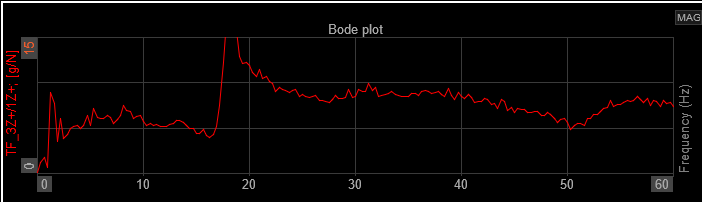 MAG
Bode plot
15
TF_3Z+/1Z+; [g/N]
0
0 10 20 30 40 50 60
Frequency (Hz)